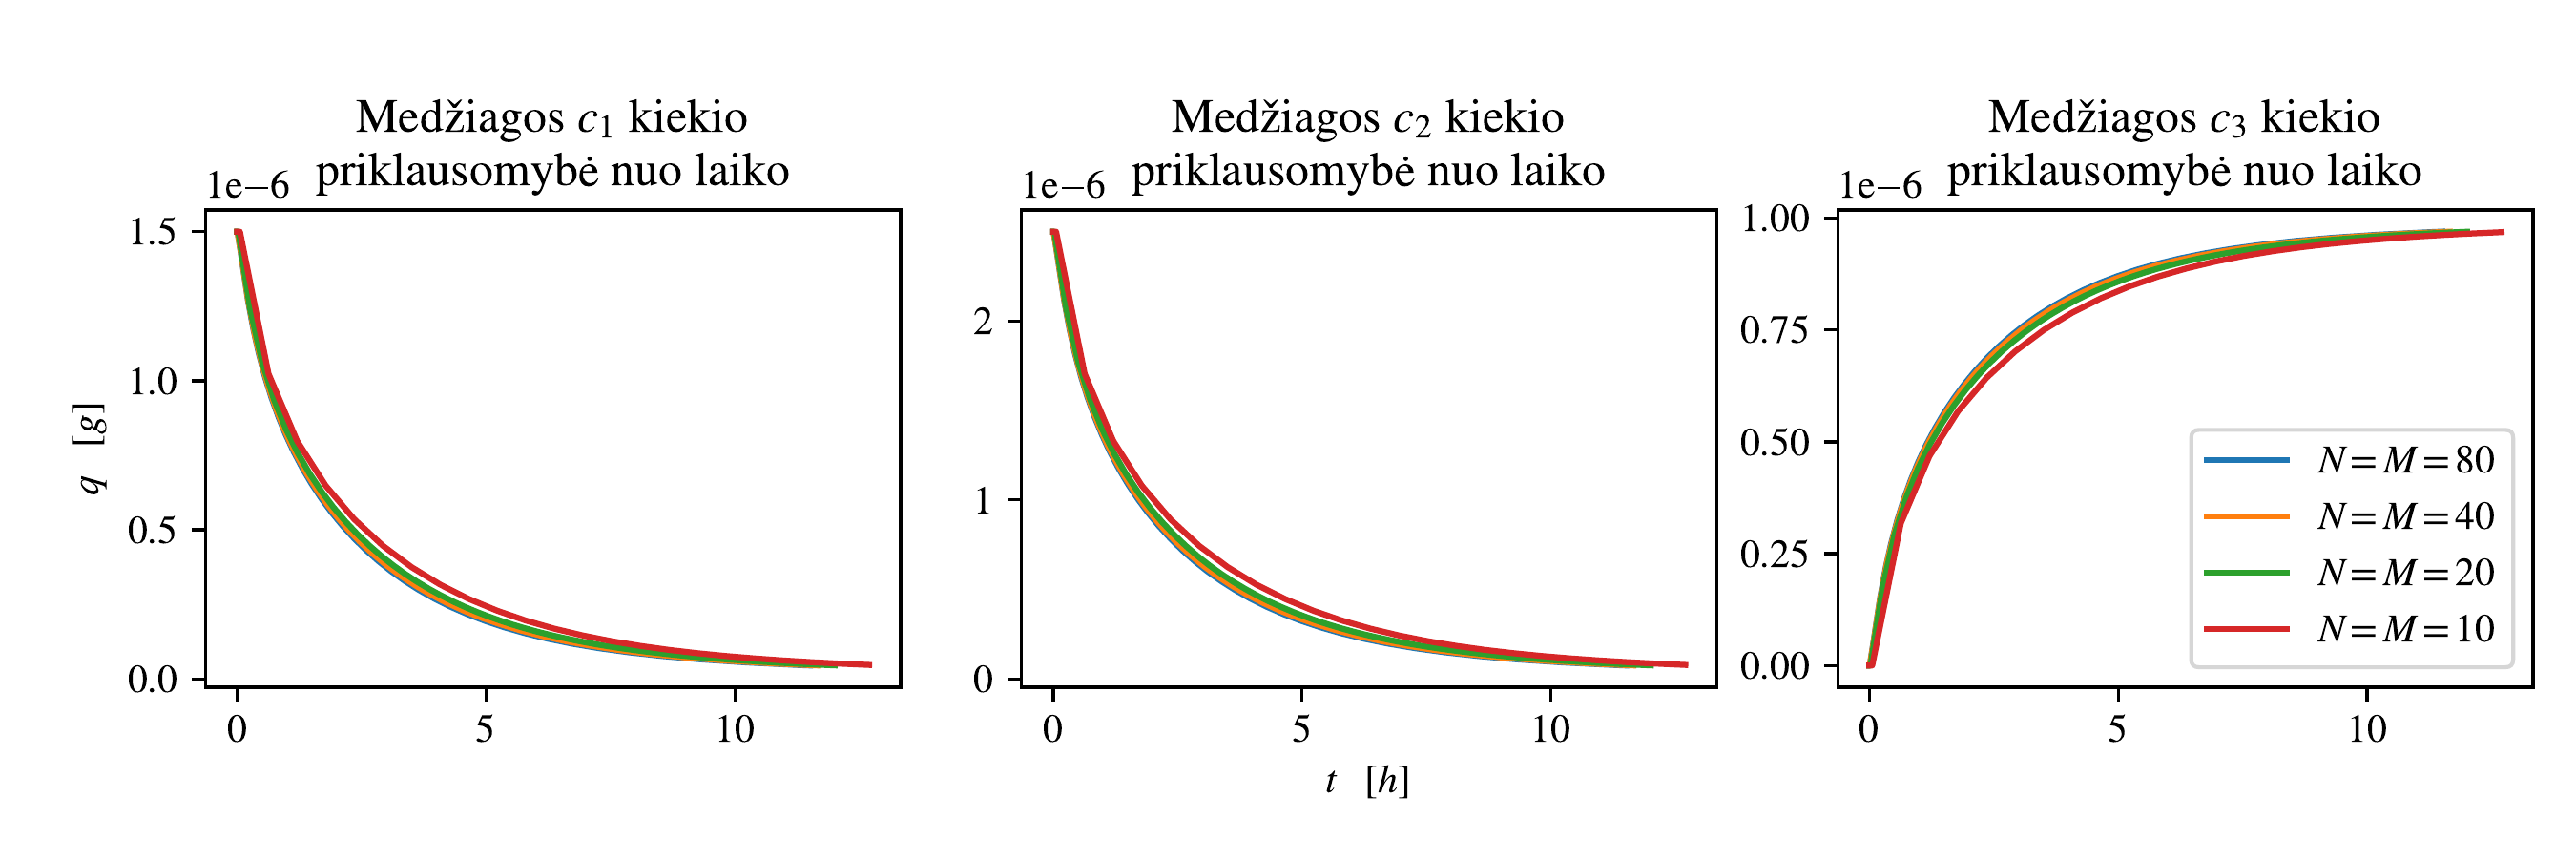 Medžiagos c₁ kiekio
priklausomybė nuo laiko
1e−6
1.5
1.0
0.5
0.0
0
5
10
q [g]
Medžiagos c₂ kiekio
priklausomybė nuo laiko
1e−6
2
1
0
0
5
10
t [h]
Medžiagos c₃ kiekio
priklausomybė nuo laiko
1e−6
1.00
0.75
0.50
0.25
0.00
0
5
10
N = M = 80
N = M = 40
N = M = 20
N = M = 10